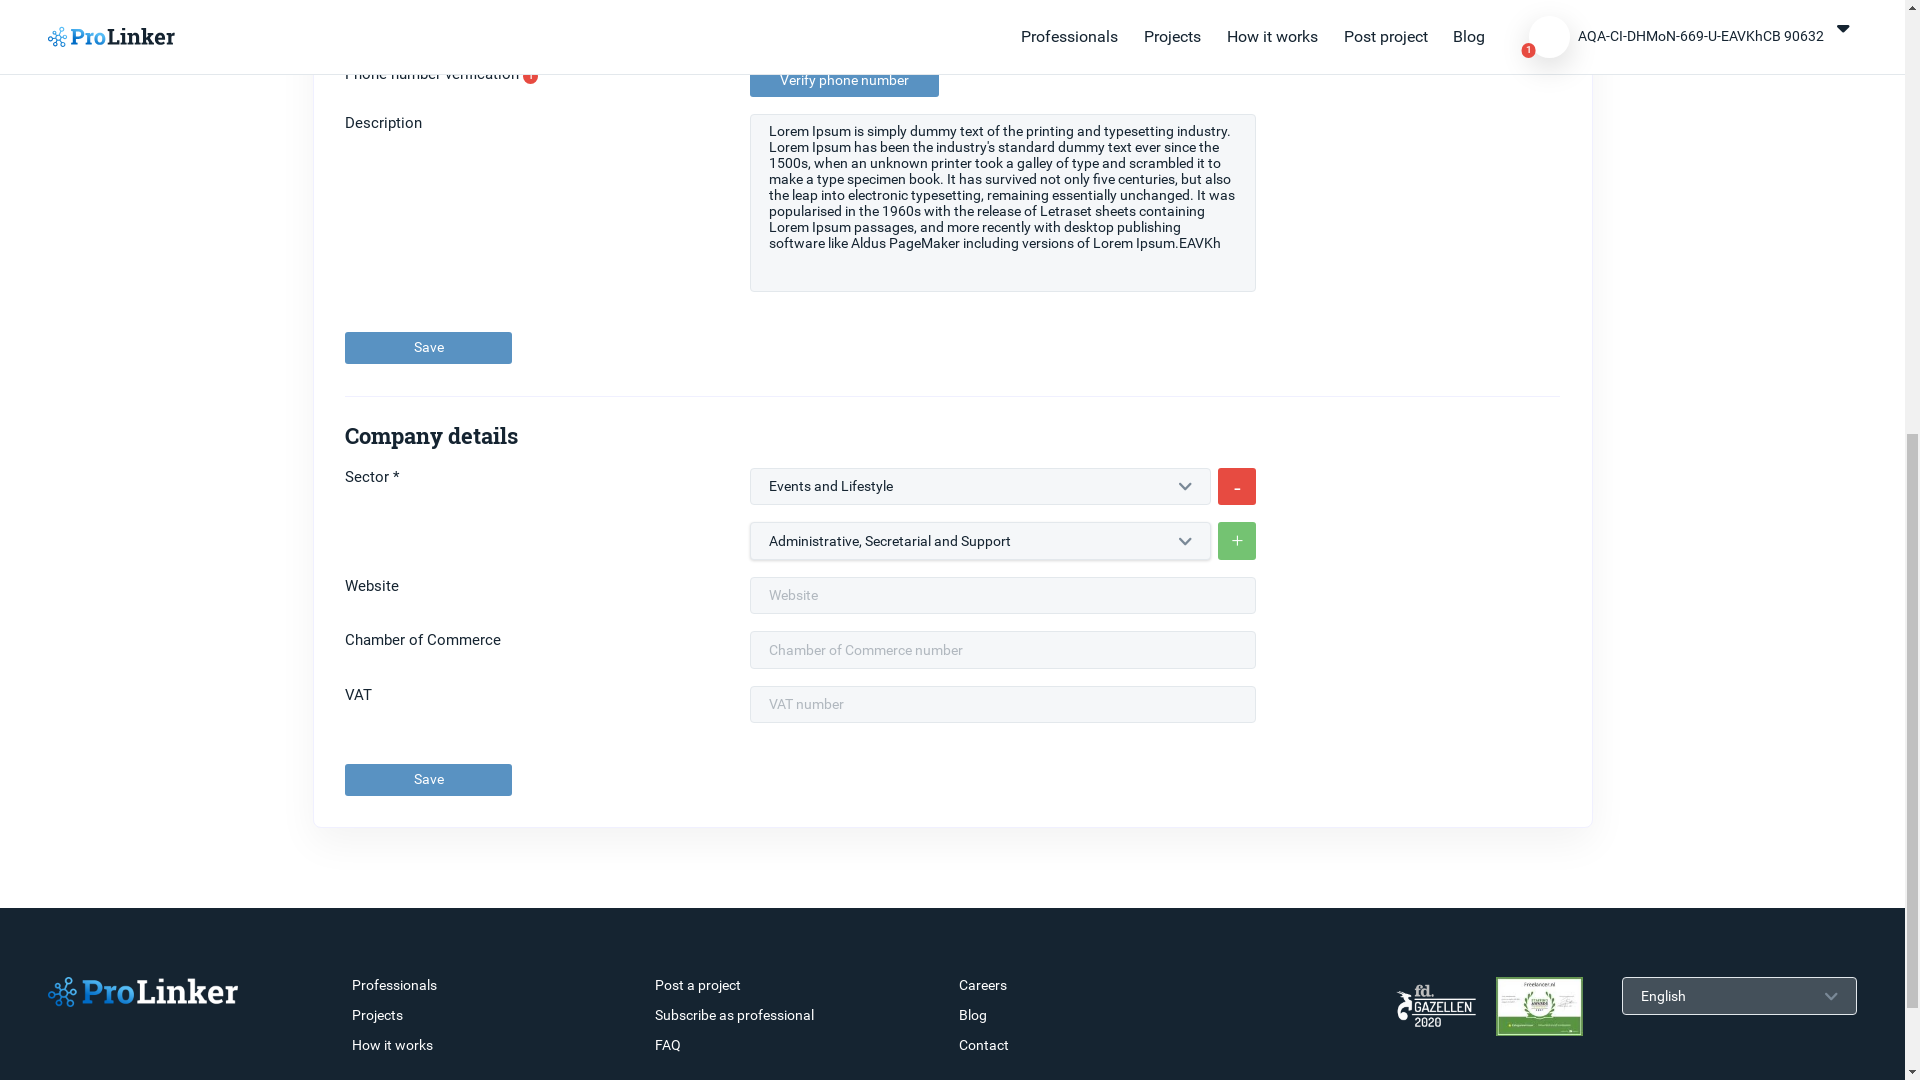 ProLinker
Professionals
Projects
How it works
Post project
Blog
1
AQA-CI-DHMoN-669-U-EAVKhCB 90632
Phone number verification
Verify phone number
Description
Lorem Ipsum is simply dummy text of the printing and typesetting industry.
Lorem Ipsum has been the industry's standard dummy text ever since the
1500s, when an unknown printer took a galley of type and scrambled it to
make a type specimen book. It has survived not only five centuries, but also
the leap into electronic typesetting, remaining essentially unchanged. It was
popularised in the 1960s with the release of Letraset sheets containing
Lorem Ipsum passages, and more recently with desktop publishing
software like Aldus PageMaker including versions of Lorem Ipsum.EAVKh
Save
Company details
Sector *
Events and Lifestyle
-
Administrative, Secretarial and Support
+
Website
Website
Chamber of Commerce
Chamber of Commerce number
VAT
VAT number
Save
ProLinker
Professionals
Projects
How it works
Post a project
Subscribe as professional
FAQ
Careers
Blog
Contact
fd.
GAZELLEN
2020
Freelancer.nl
English